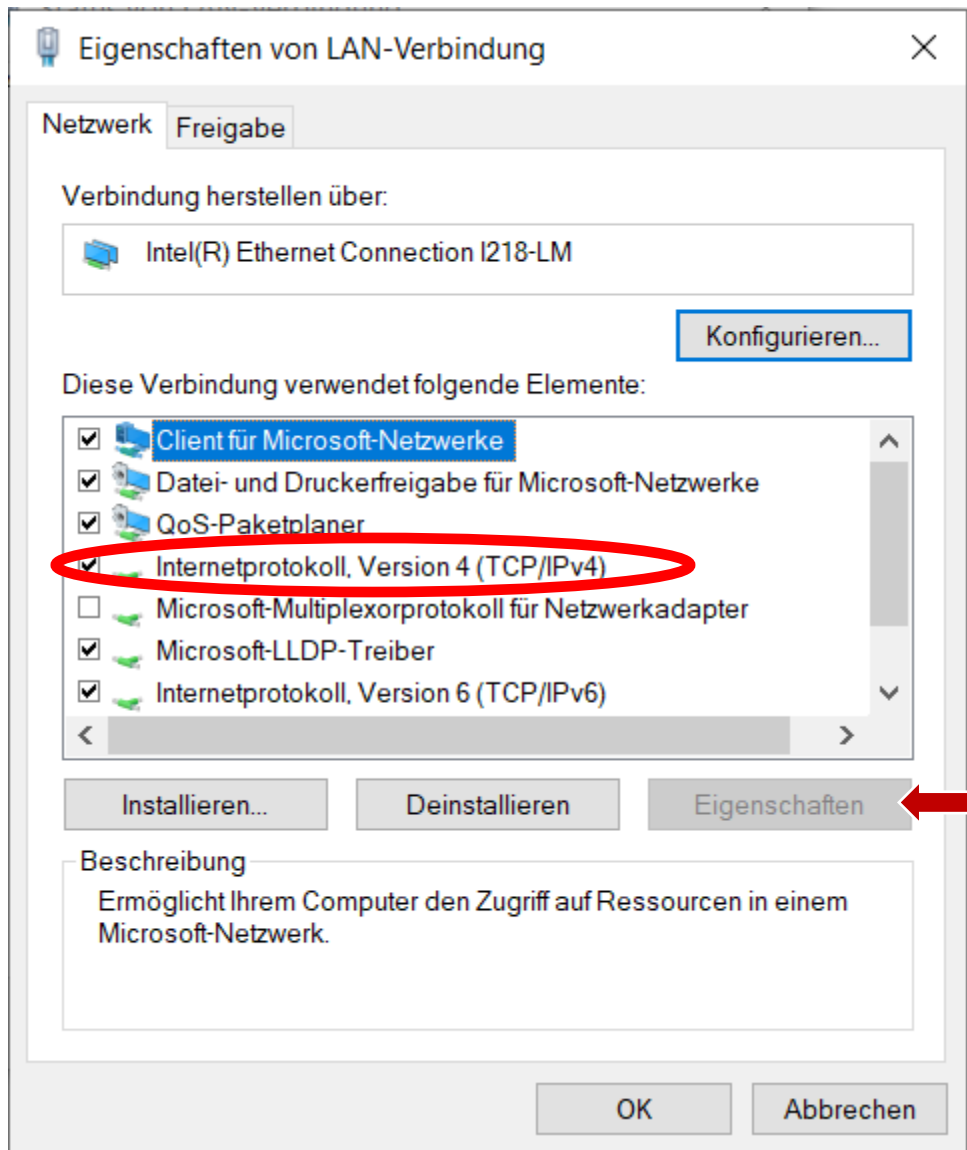 Eigenschaften von LAN-Verbindung
Netzwerk
Freigabe
Verbindung herstellen über:
Intel(R) Ethernet Connection I218-LM
Konfigurieren...
Diese Verbindung verwendet folgende Elemente:
Client für Microsoft-Netzwerke
Datei- und Druckerfreigabe für Microsoft-Netzwerke
QoS-Paketplaner
Internetprotokoll, Version 4 (TCP/IPv4)
Microsoft-Multiplexorprotokoll für Netzwerkadapter
Microsoft-LLDP-Treiber
Internetprotokoll, Version 6 (TCP/IPv6)
Installieren...
Deinstallieren
Eigenschaften
Beschreibung
Ermöglicht Ihrem Computer den Zugriff auf Ressourcen in einem
Microsoft-Netzwerk.
OK
Abbrechen